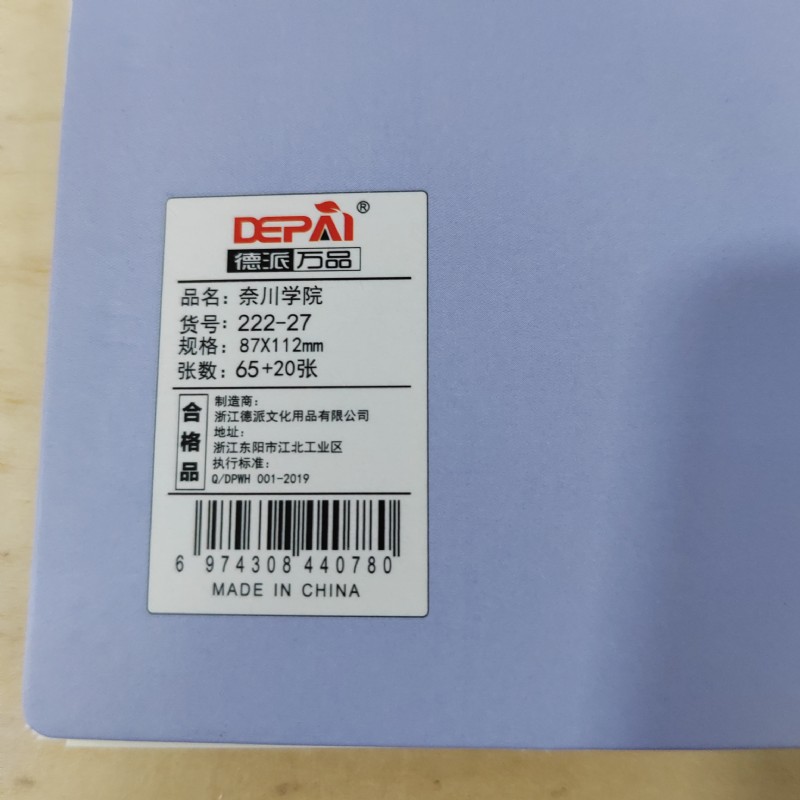 DEPAI®
德派万品
品名：奈川学院
货号：222-27
规格：87X112mm
张数：65+20张
合格品
制造商：
浙江德派文化用品有限公司
地址：
浙江东阳市江北工业区
执行标准：
Q/DPWH 001-2019
6 974308 440780
MADE IN CHINA